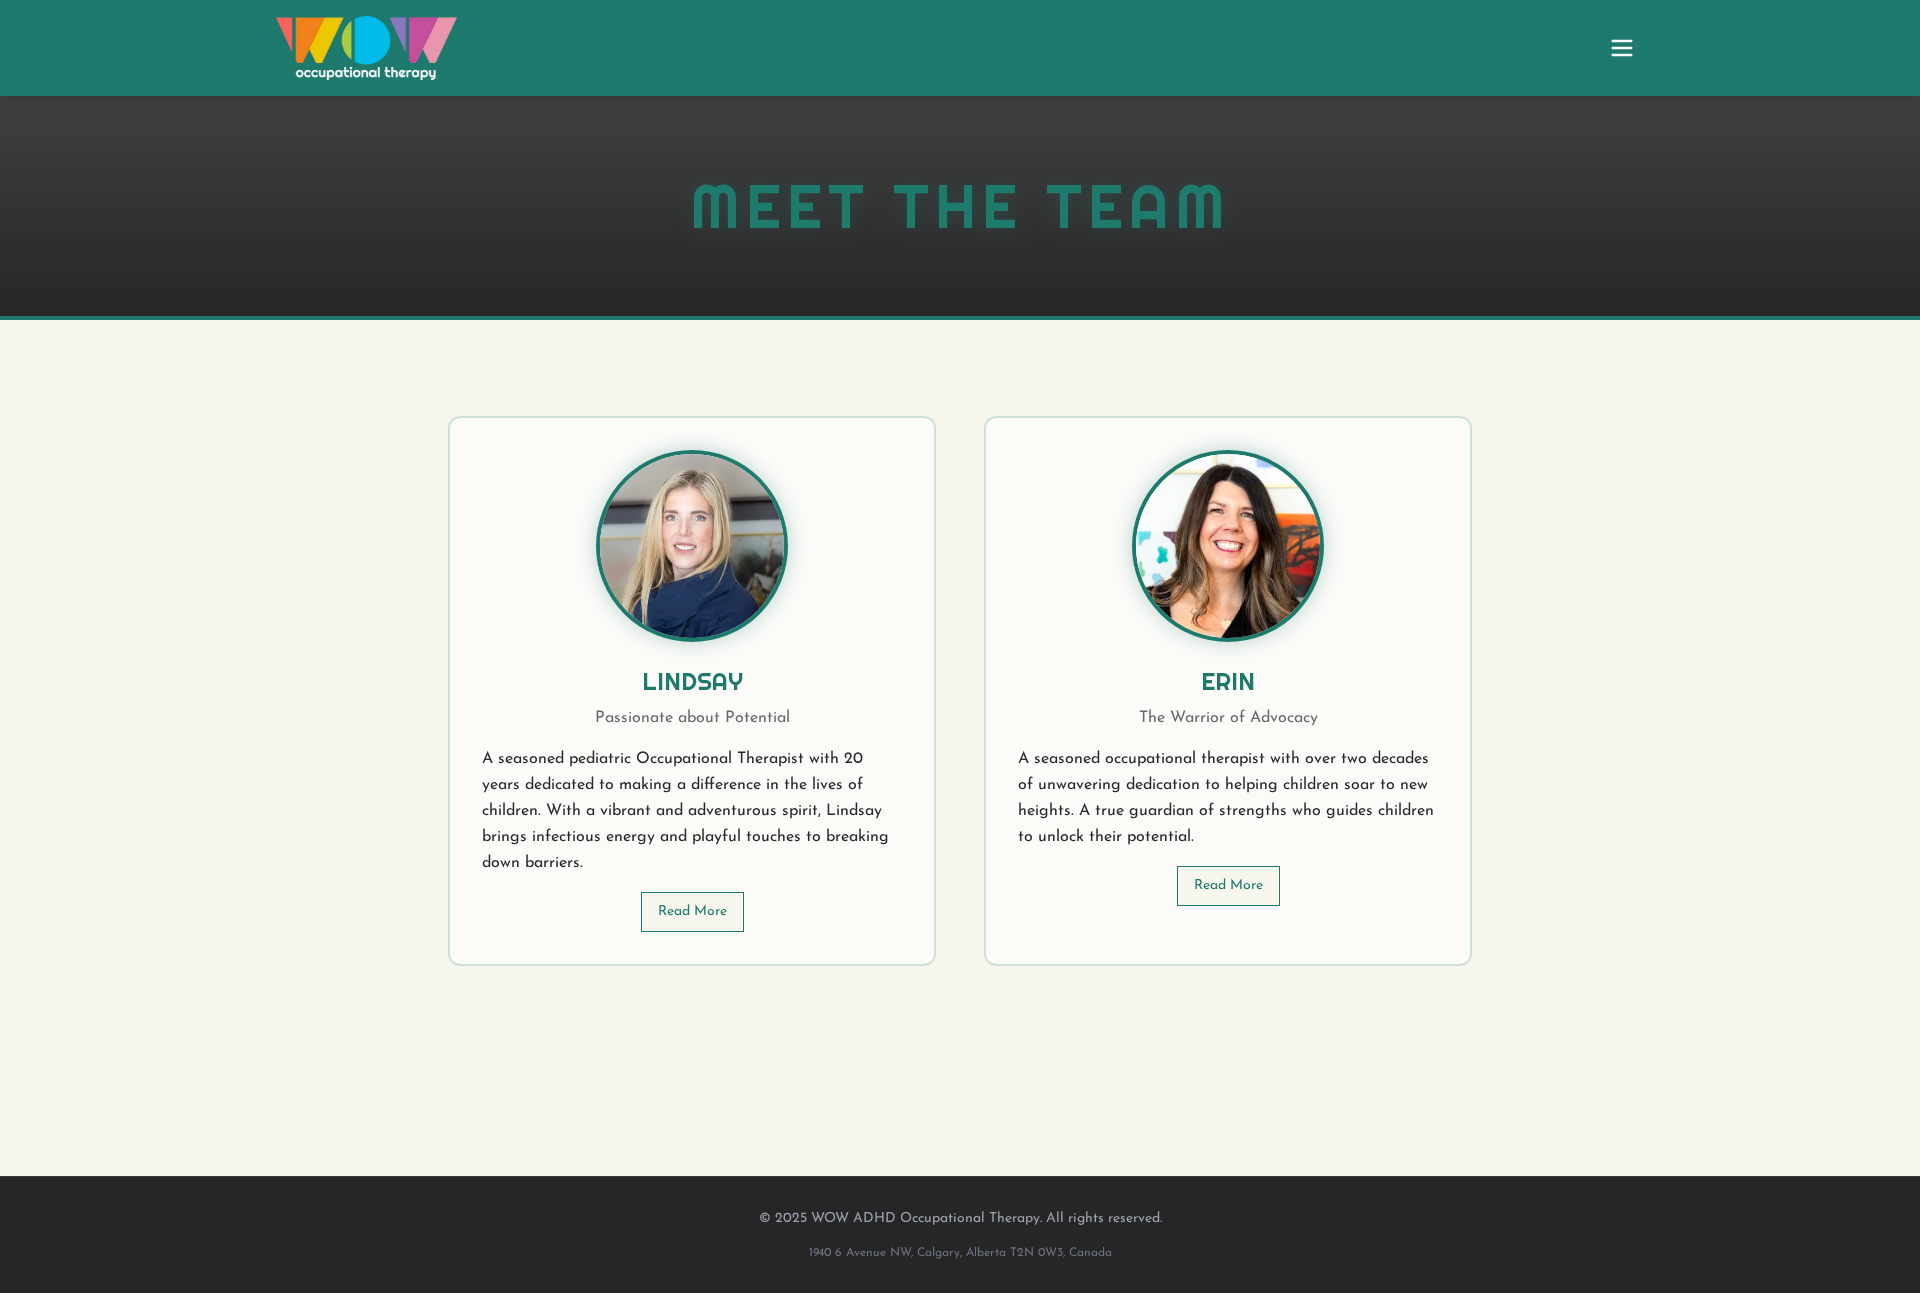 WOW
occupational therapy
MEET THE TEAM
LINDSAY
Passionate about Potential
A seasoned pediatric Occupational Therapist with 20
years dedicated to making a difference in the lives of
children. With a vibrant and adventurous spirit, Lindsay
brings infectious energy and playful touches to breaking
down barriers.
Read More
ERIN
The Warrior of Advocacy
A seasoned occupational therapist with over two decades
of unwavering dedication to helping children soar to new
heights. A true guardian of strengths who guides children
to unlock their potential.
Read More
© 2025 WOW ADHD Occupational Therapy. All rights reserved.
1940 6 Avenue NW, Calgary, Alberta T2N 0W3, Canada